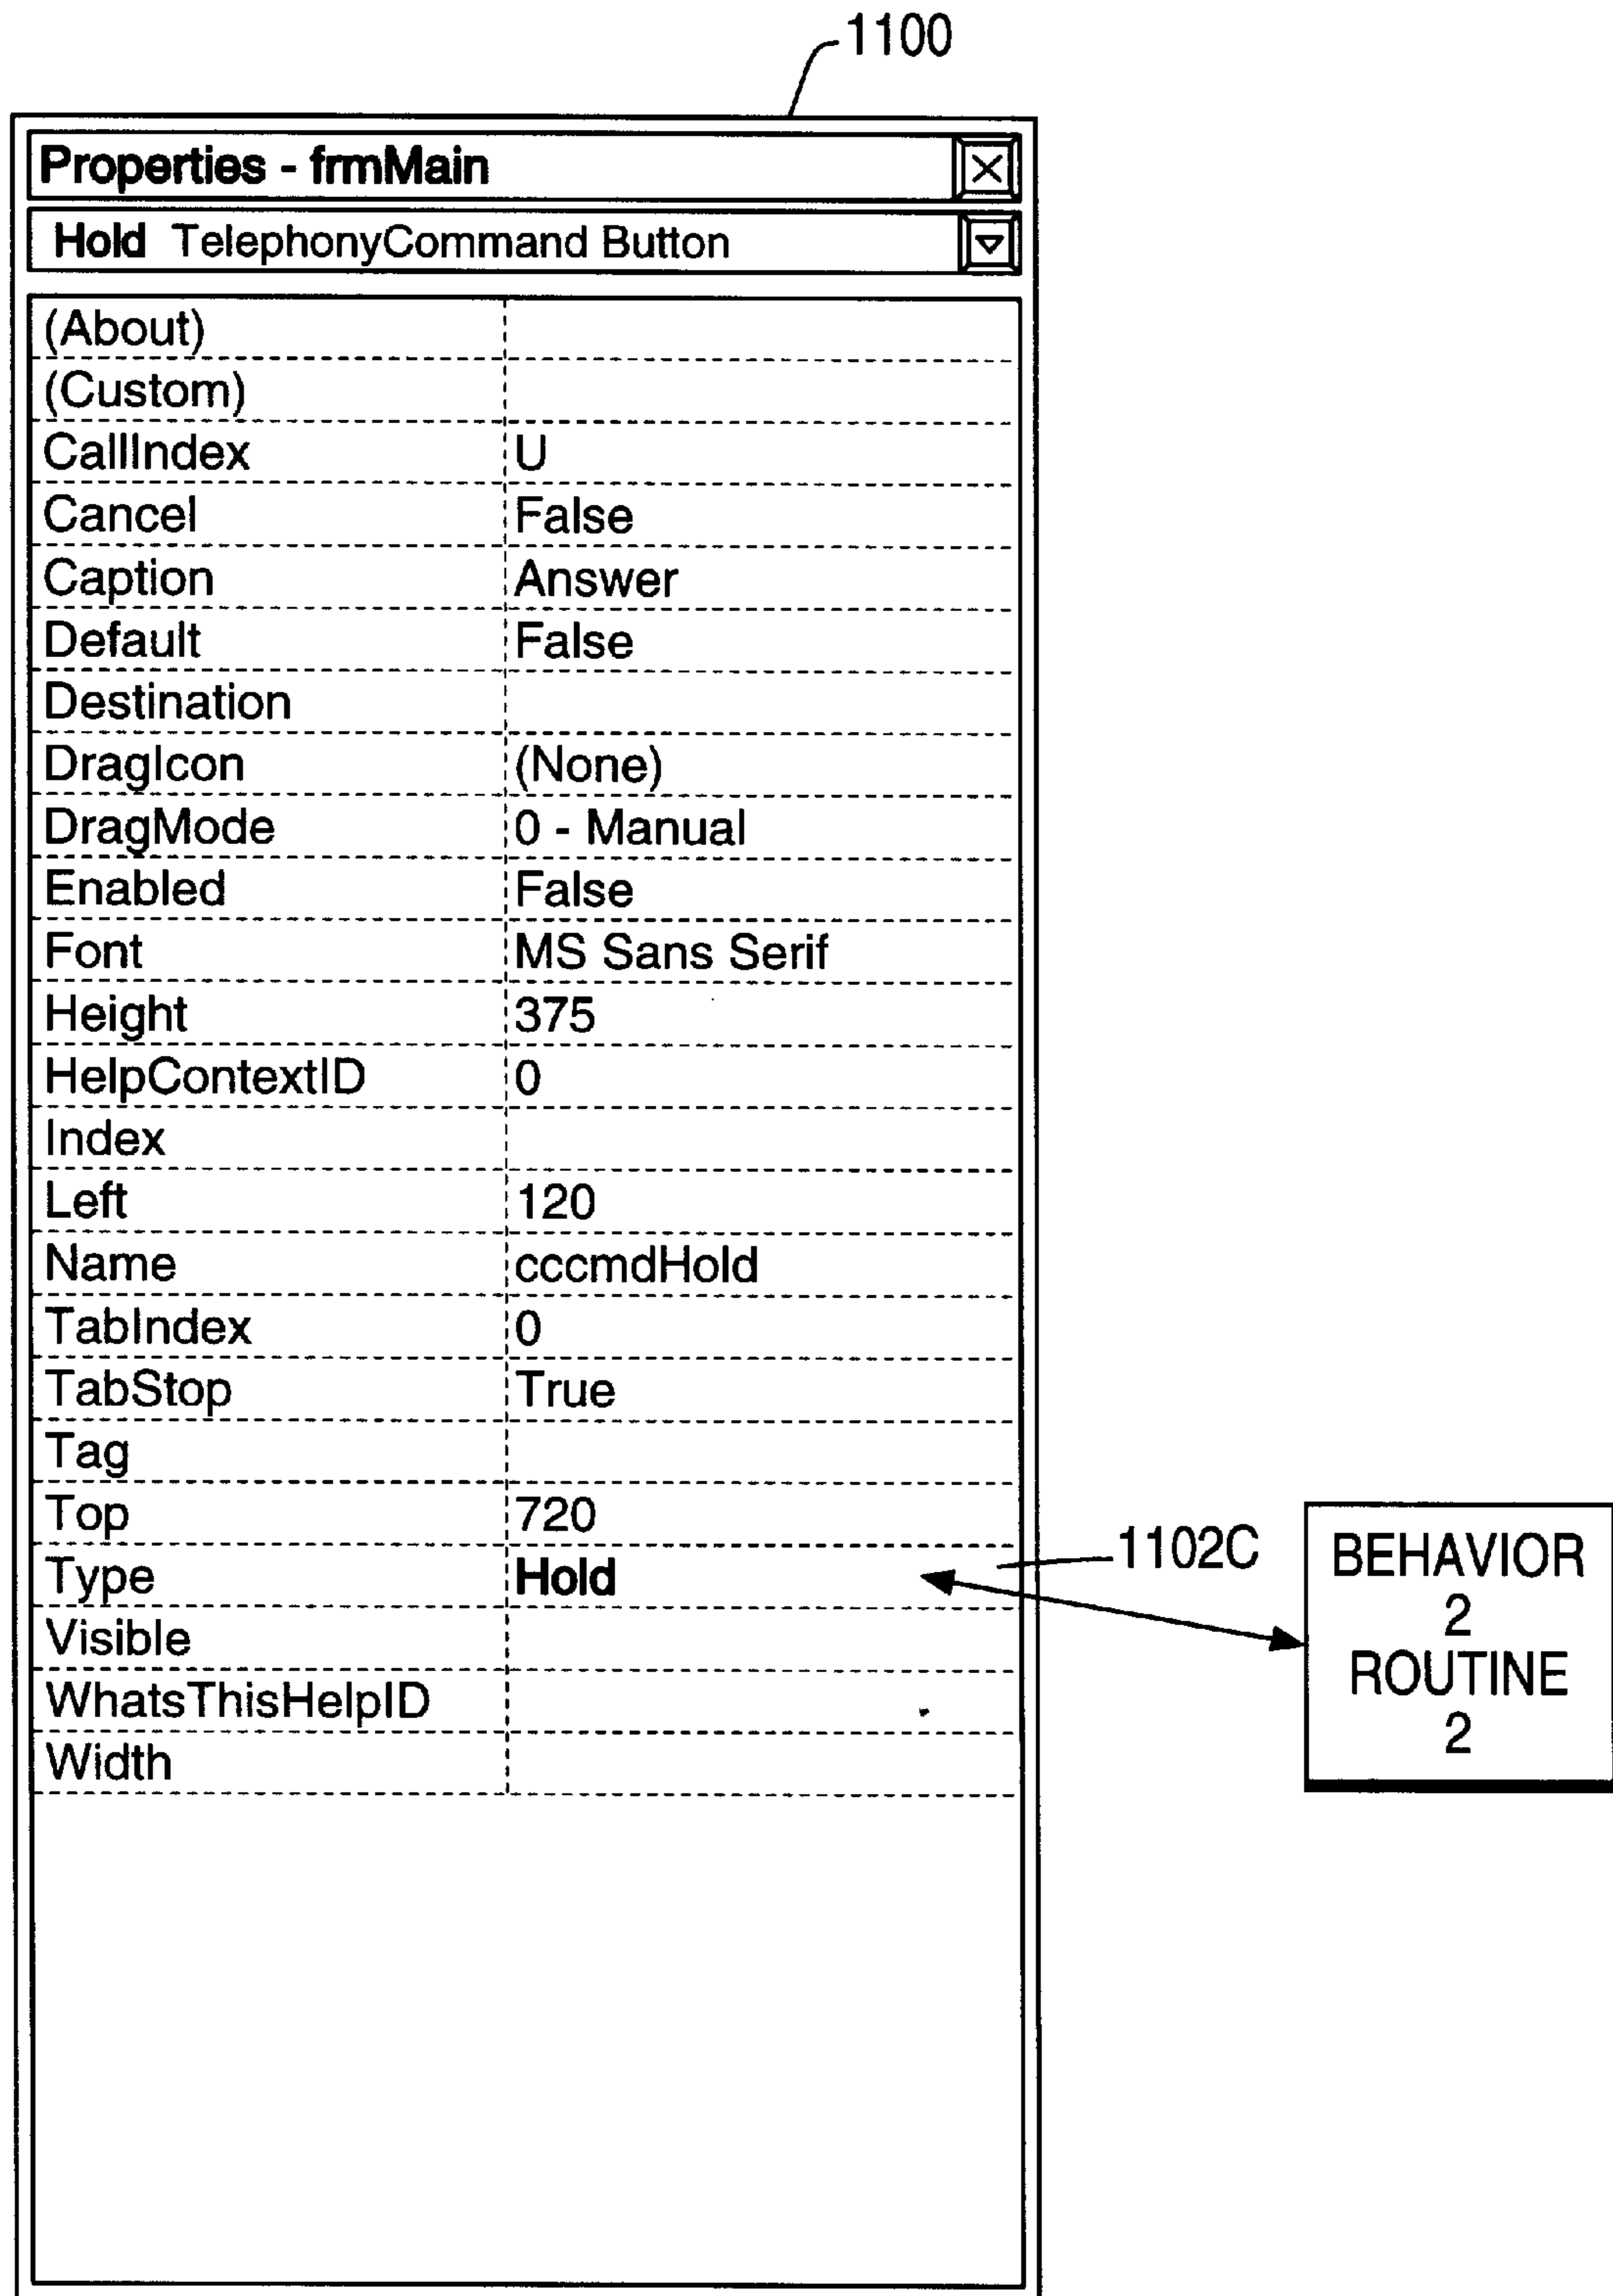 1100
Properties - frmMain
Hold TelephonyCommand Button
(About)
(Custom)
CallIndex U
Cancel False
Caption Answer
Default False
Destination
DragIcon (None)
DragMode 0 - Manual
Enabled False
Font MS Sans Serif
Height 375
HelpContextID 0
Index
Left 120
Name cccmdHold
TabIndex 0
TabStop True
Tag
Top 720
Type Hold
1102C
Visible
WhatsThisHelpID
Width
BEHAVIOR
2
ROUTINE
2